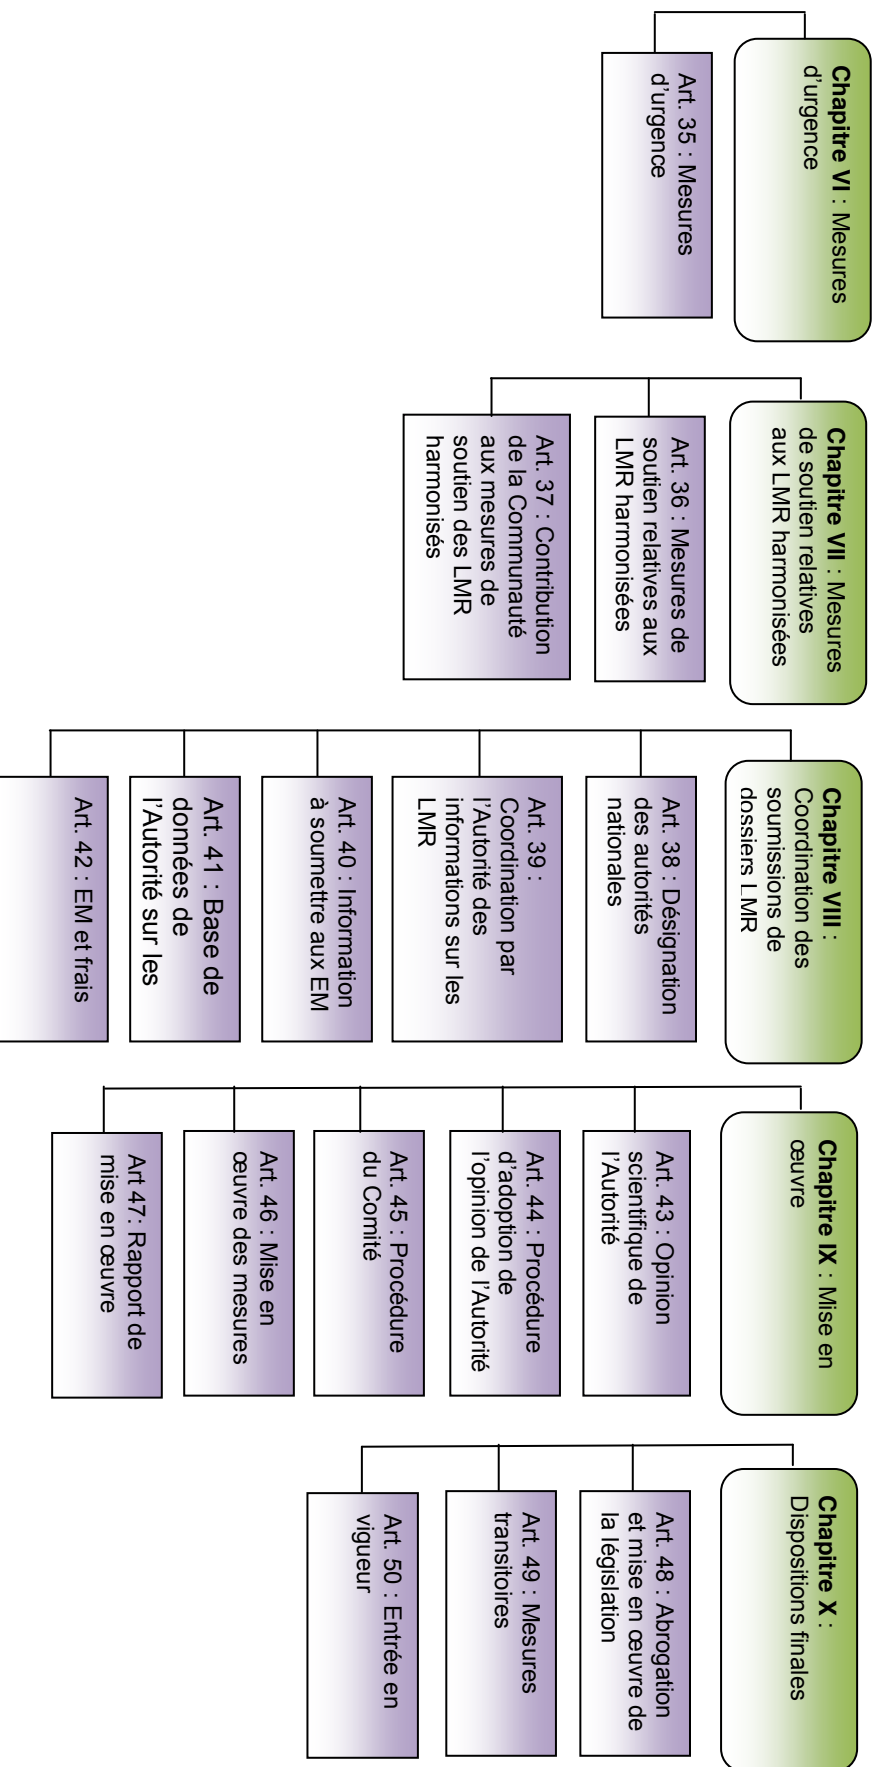 Chapitre VI : Mesures
d'urgence
Art. 35 : Mesures
d'urgence
Chapitre VII : Mesures
de soutien relatives
aux LMR harmonisées
Art. 36 : Mesures de
soutien relatives aux
LMR harmonisées
Art. 37 : Contribution
de la Communauté
aux mesures de
soutien des LMR
harmonisés
Chapitre VIII :
Coordination des
soumissions de
dossiers LMR
Art. 38 : Désignation
des autorités
nationales
Art. 39 :
Coordination par
l'Autorité des
informations sur les
LMR
Art. 40 : Information
à soumettre aux EM
Art. 41 : Base de
données de
l'Autorité sur les
Art. 42 : EM et frais
Chapitre IX : Mise en
œuvre
Art. 43 : Opinion
scientifique de
l'Autorité
Art. 44 : Procédure
d'adoption de
l'opinion de l'Autorité
Art. 45 : Procédure
du Comité
Art. 46 : Mise en
œuvre des mesures
Art 47: Rapport de
mise en œuvre
Chapitre X :
Dispositions finales
Art. 48 : Abrogation
et mise en œuvre de
la législation
Art. 49 : Mesures
transitoires
Art. 50 : Entrée en
vigueur